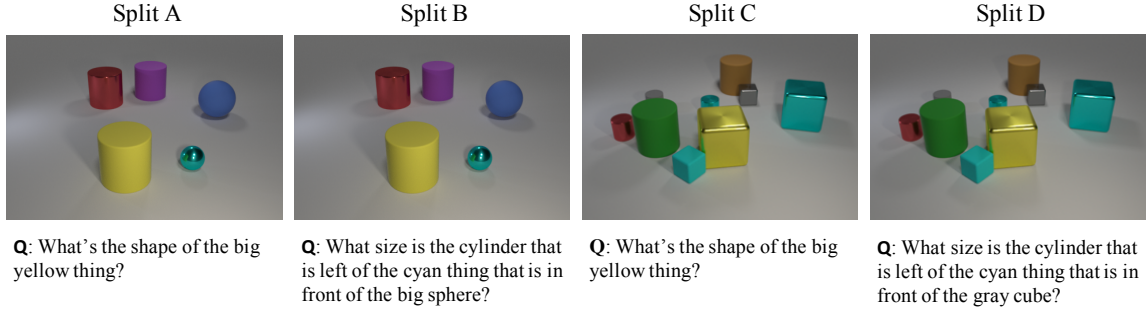 Split A
Split B
Split C
Split D
Q: What's the shape of the big
yellow thing?
Q: What size is the cylinder that
is left of the cyan thing that is in
front of the big sphere?
Q: What's the shape of the big
yellow thing?
Q: What size is the cylinder that
is left of the cyan thing that is in
front of the gray cube?